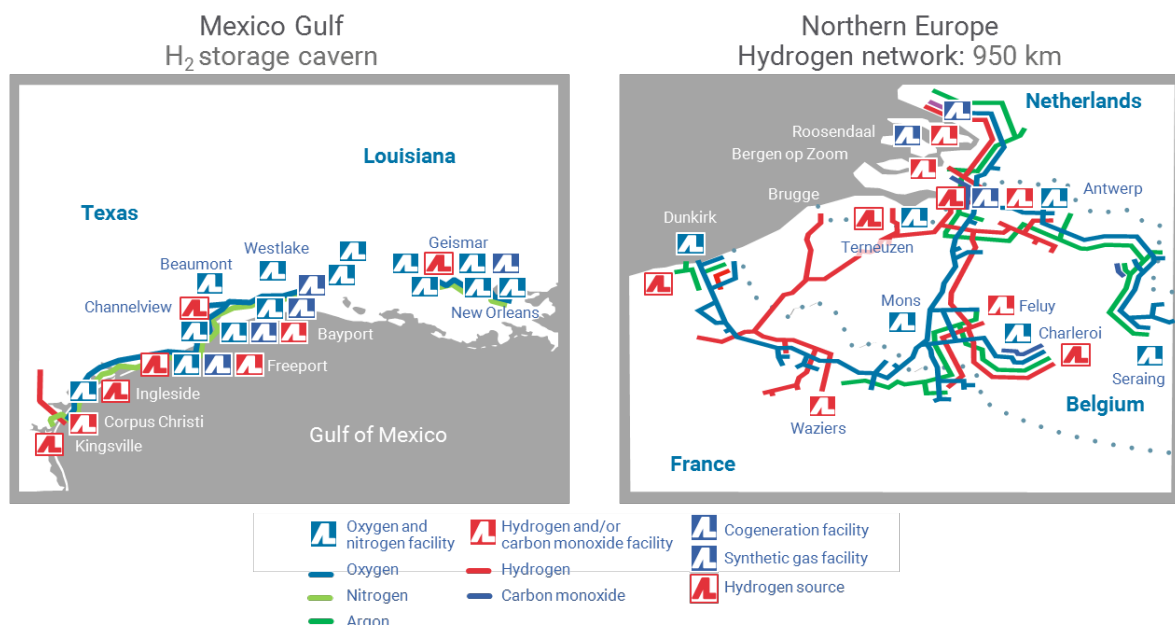 Mexico Gulf
H₂ storage cavern
Louisiana
Texas
Westlake
Geismar
Beaumont
Channelview
New Orleans
Bayport
Freeport
Ingleside
Corpus Christi
Gulf of Mexico
Kingsville
Northern Europe
Hydrogen network: 950 km
Netherlands
Roosendaal
Bergen op Zoom
Brugge
Antwerp
Dunkirk
Terneuzen
Mons
Feluy
Charleroi
Seraing
Belgium
Waziers
France
Oxygen and
nitrogen facility
Hydrogen and/or
carbon monoxide facility
Cogeneration facility
Synthetic gas facility
Oxygen
Hydrogen
Hydrogen source
Nitrogen
Carbon monoxide
Argon